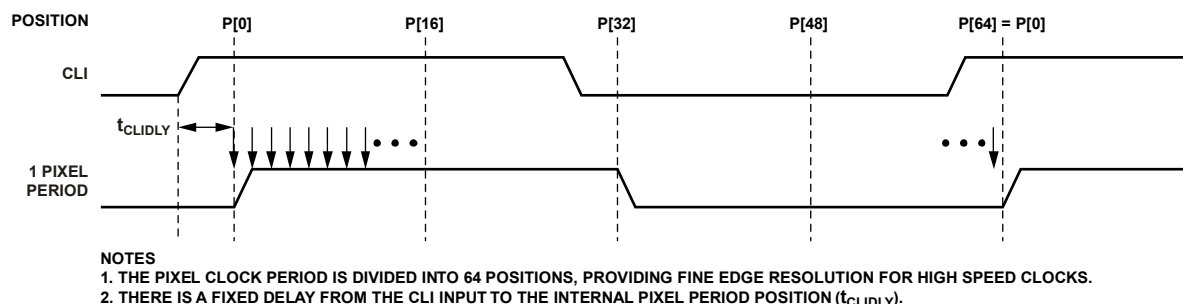 POSITION P[0] P[16] P[32] P[48] P[64] = P[0]
CLI
tCLIDLY
1 PIXEL
PERIOD
NOTES
1. THE PIXEL CLOCK PERIOD IS DIVIDED INTO 64 POSITIONS, PROVIDING FINE EDGE RESOLUTION FOR HIGH SPEED CLOCKS.
2. THERE IS A FIXED DELAY FROM THE CLI INPUT TO THE INTERNAL PIXEL PERIOD POSITION (tCLIDLY).